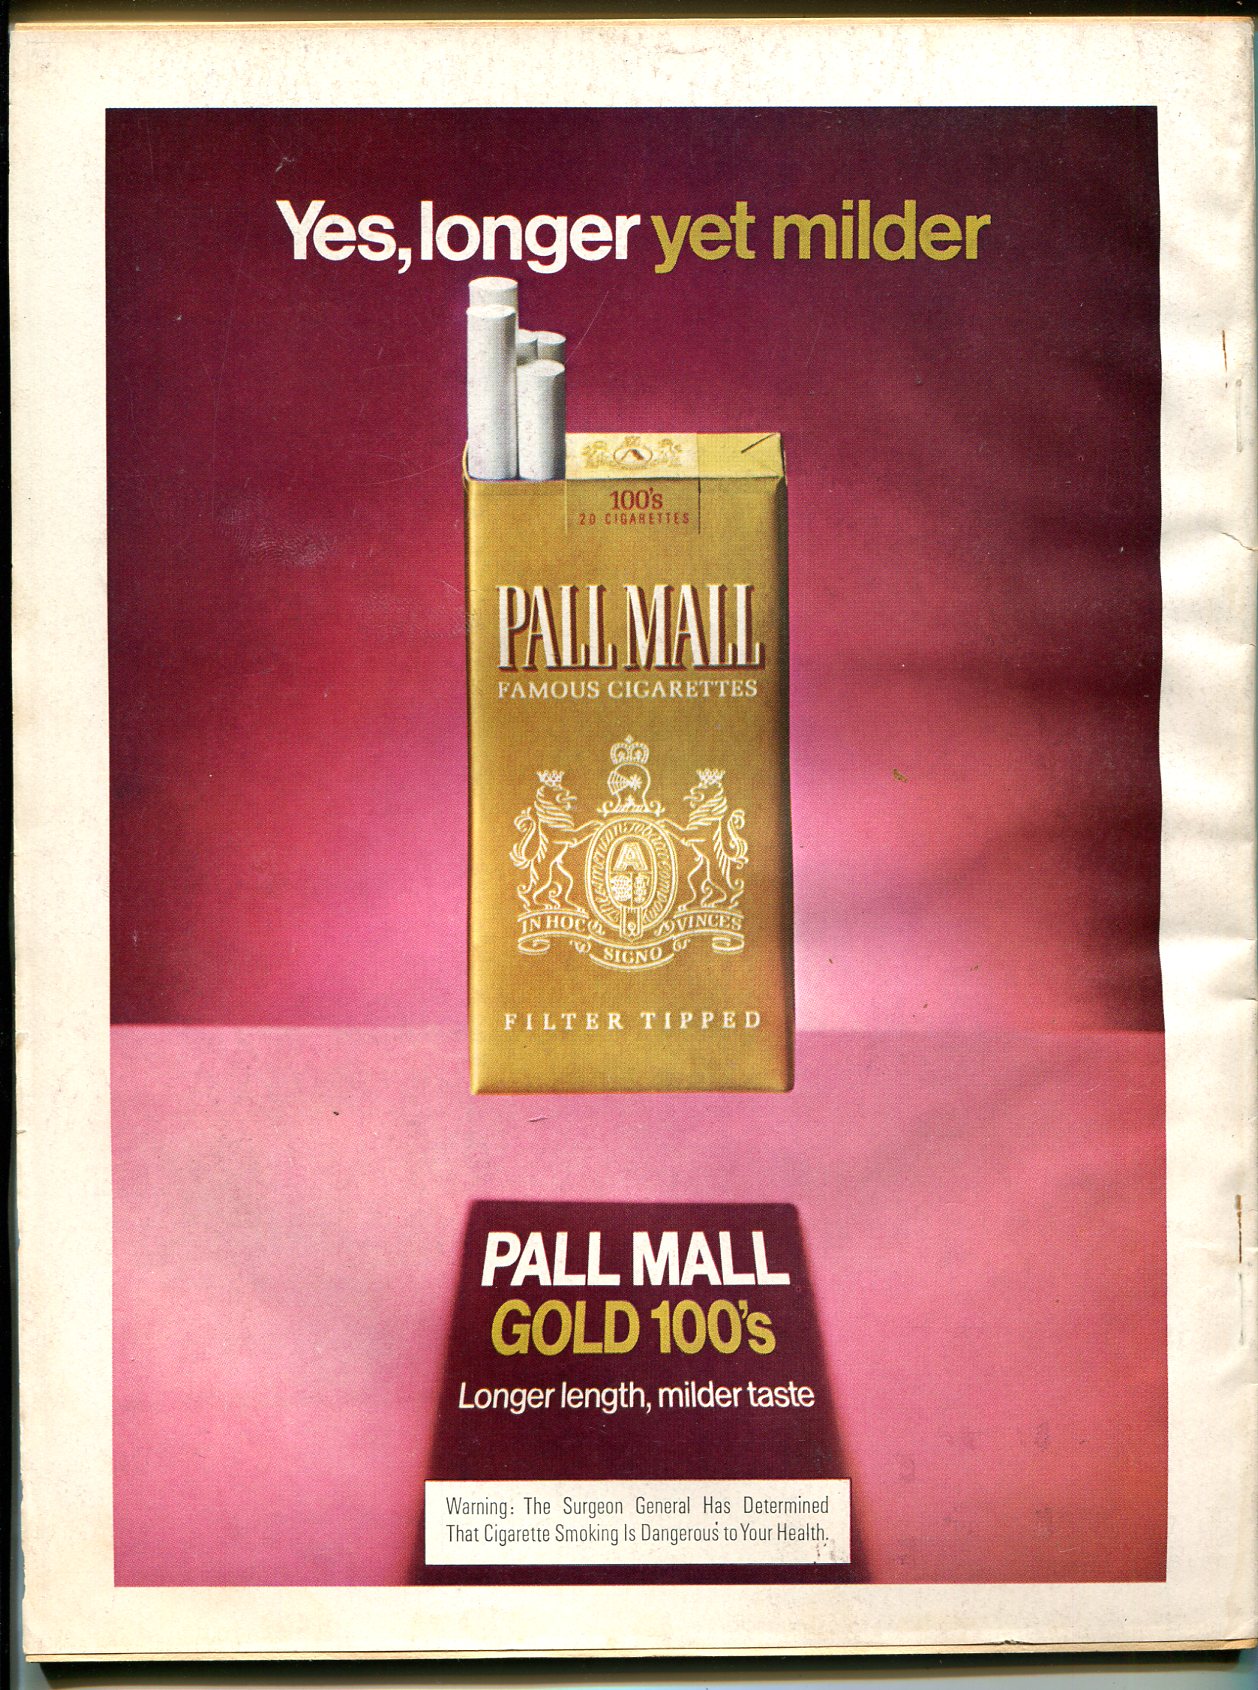 Yes, longer yet milder
100's
20 CIGARETTES
PALL MALL
FAMOUS CIGARETTES
A
IN HOC
VINCES
SIGNO
FILTER TIPPED
PALL MALL
GOLD 100's
Longer length, milder taste
Warning: The Surgeon General Has Determined
That Cigarette Smoking Is Dangerous to Your Health.